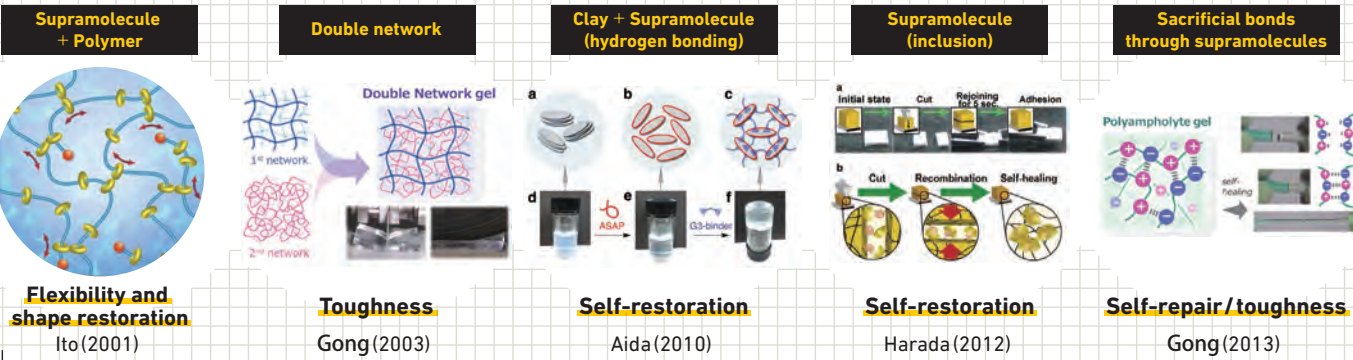 Supramolecule
+ Polymer
Flexibility and
shape restoration
Ito (2001)
Double network
Double Network gel
1st network
2nd network
Toughness
Gong (2003)
Clay + Supramolecule
(hydrogen bonding)
a
b
c
d
e
f
ASAP
G3-binder
Self-restoration
Aida (2010)
Supramolecule
(inclusion)
a
Initial state
Cut
Rejoining
for 5 sec.
Adhesion
b
Cut
Recombination
Self-healing
Self-restoration
Harada (2012)
Sacrificial bonds
through supramolecules
Polyampholyte gel
self-
healing
Self-repair/toughness
Gong (2013)